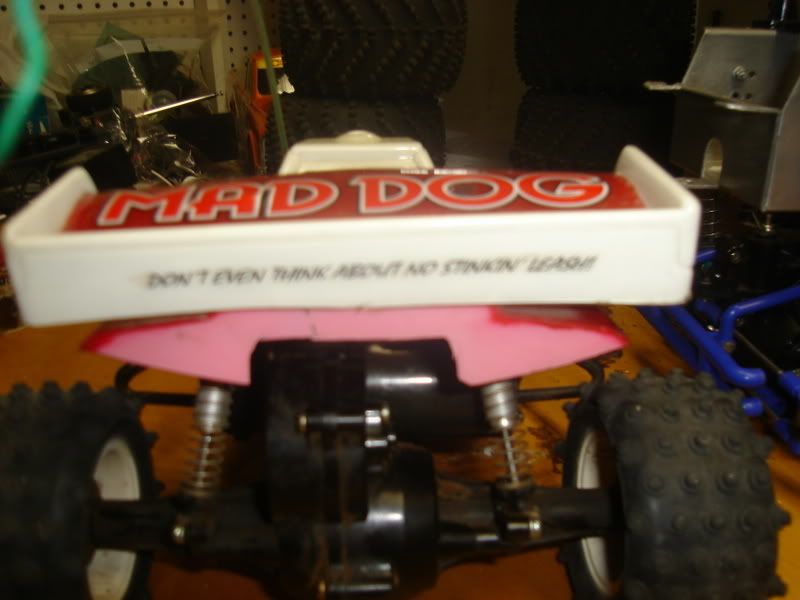 MAD DOG
DON'T EVEN THINK ABOUT NO STINKIN' LEASH!!